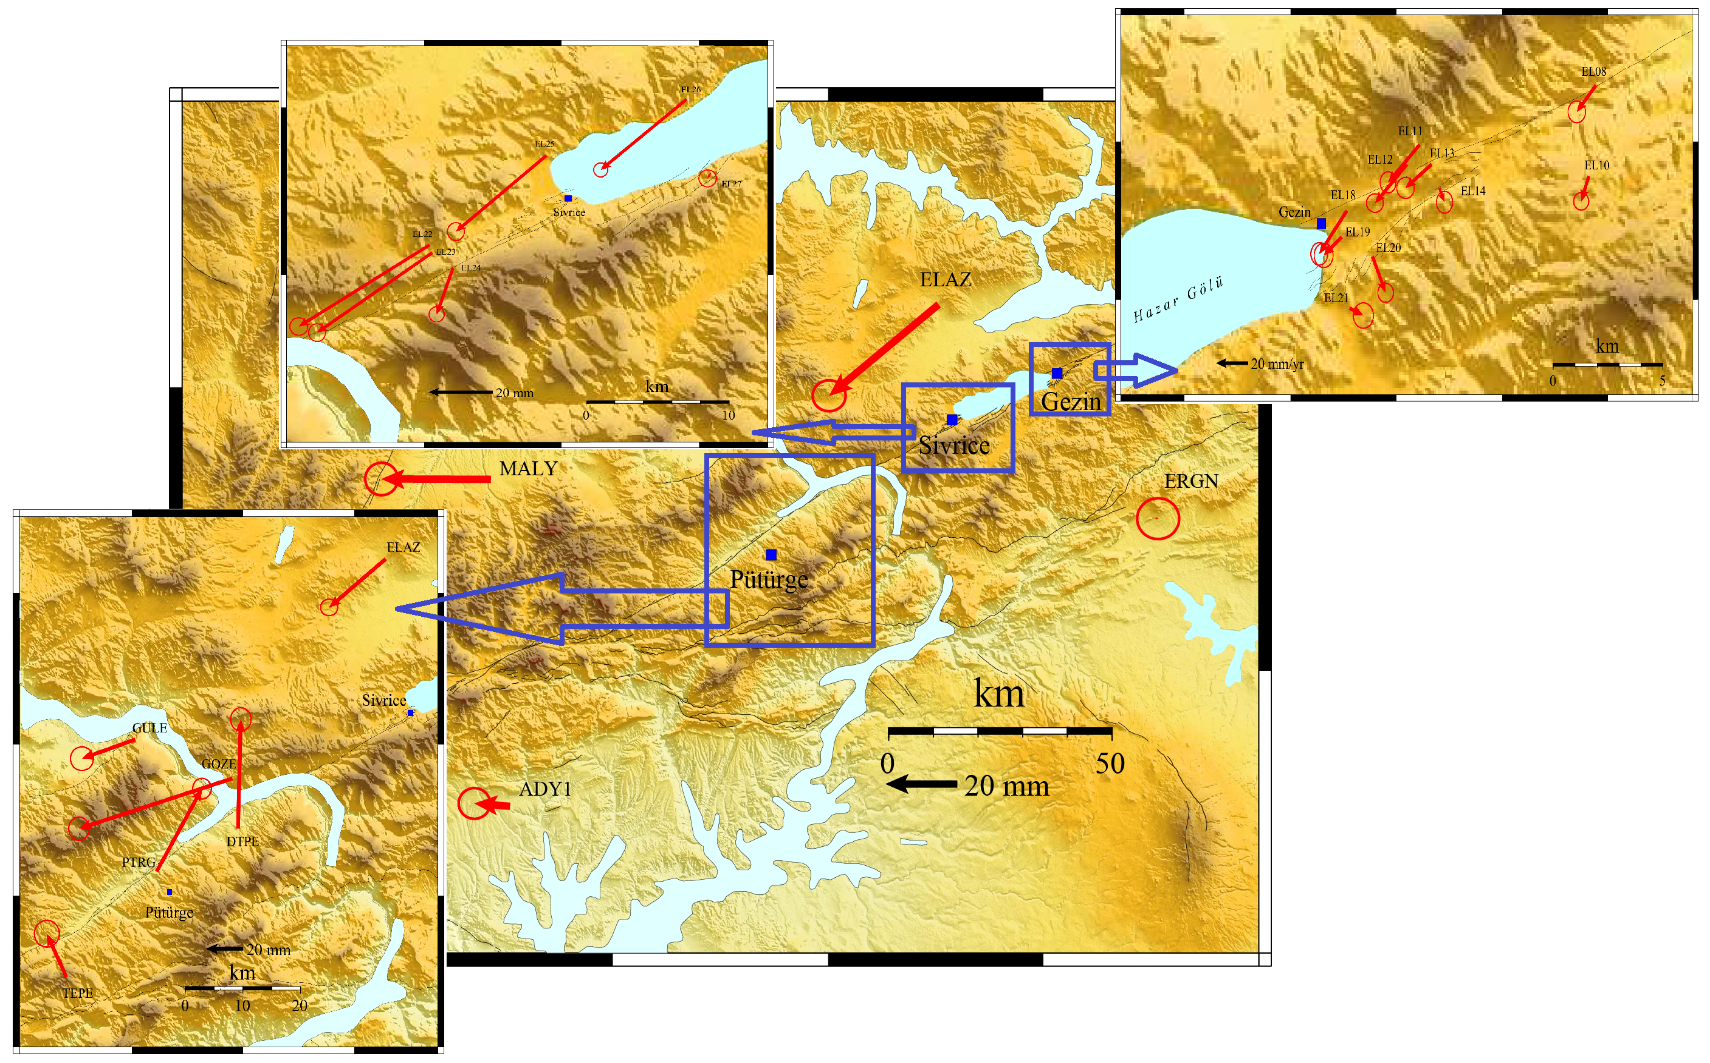 EL26
EL25
EL27
Sivrice
EL22
EL23
EL24
20 mm
km
0
10
EL08
EL11
EL12
EL13
EL10
EL18
EL14
Gezin
EL19
EL20
EL21
Hazar Gölü
20 mm/yr
km
0
5
ELAZ
Gezin
Sivrice
MALY
ERGN
Pütürge
km
0
50
20 mm
ADY1
ELAZ
Sivrice
GULE
GOZE
DTPE
PTRG
Pütürge
20 mm
km
0 10 20
TEPE